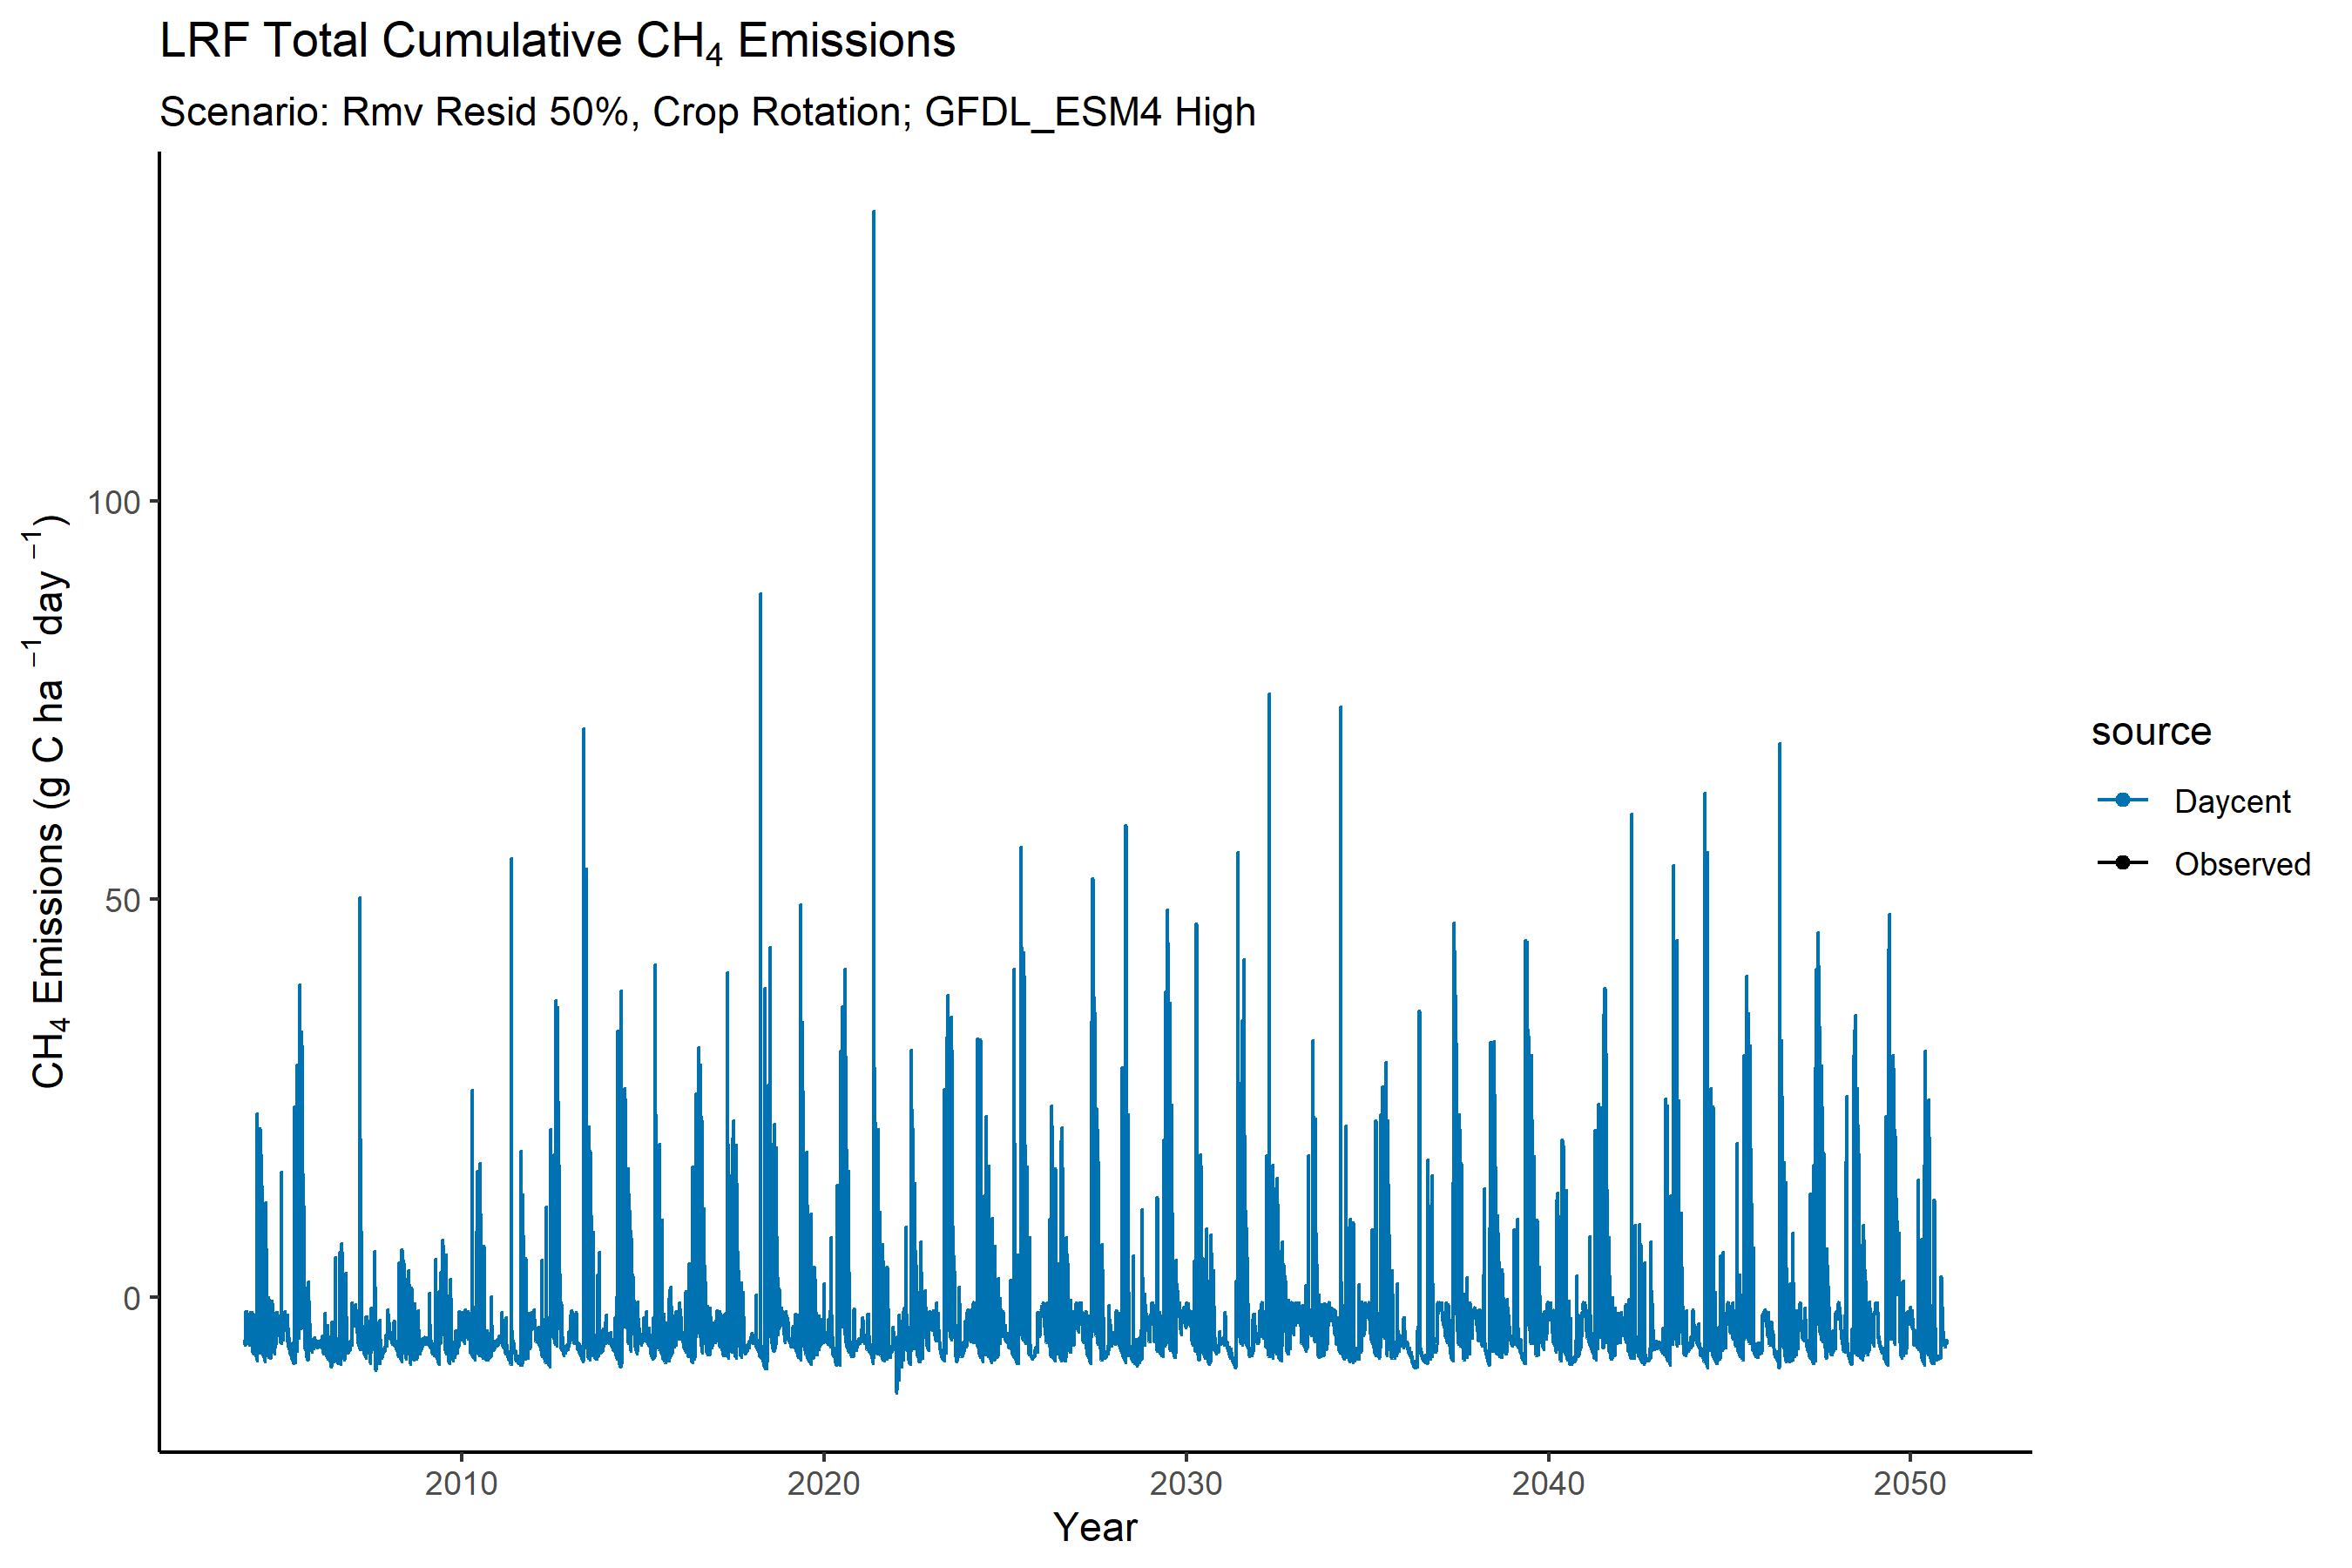 LRF Total Cumulative CH₄ Emissions
Scenario: Rmv Resid 50%, Crop Rotation; GFDL_ESM4 High
CH₄ Emissions (g C ha ⁻¹day ⁻¹)
100
50
0
2010 2020 2030 2040 2050
Year
source
Daycent
Observed